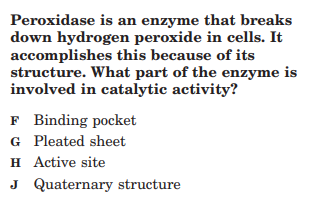 Peroxidase is an enzyme that breaks
down hydrogen peroxide in cells. It
accomplishes this because of its
structure. What part of the enzyme is
involved in catalytic activity?
F Binding pocket
G Pleated sheet
H Active site
J Quaternary structure